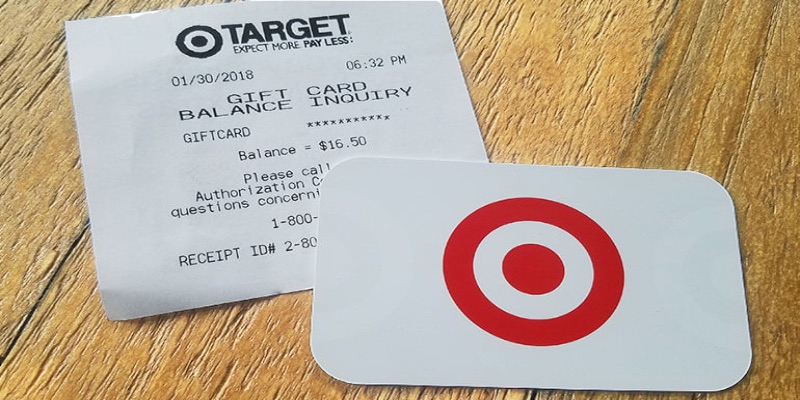 TARGET
EXPECT MORE. PAY LESS:
01/30/2018 06:32 PM
GIFT CARD
BALANCE INQUIRY
GIFTCARD **********
Balance = $16.50
Please call
Authorization C
questions concerni
1-800-
RECEIPT ID# 2-80